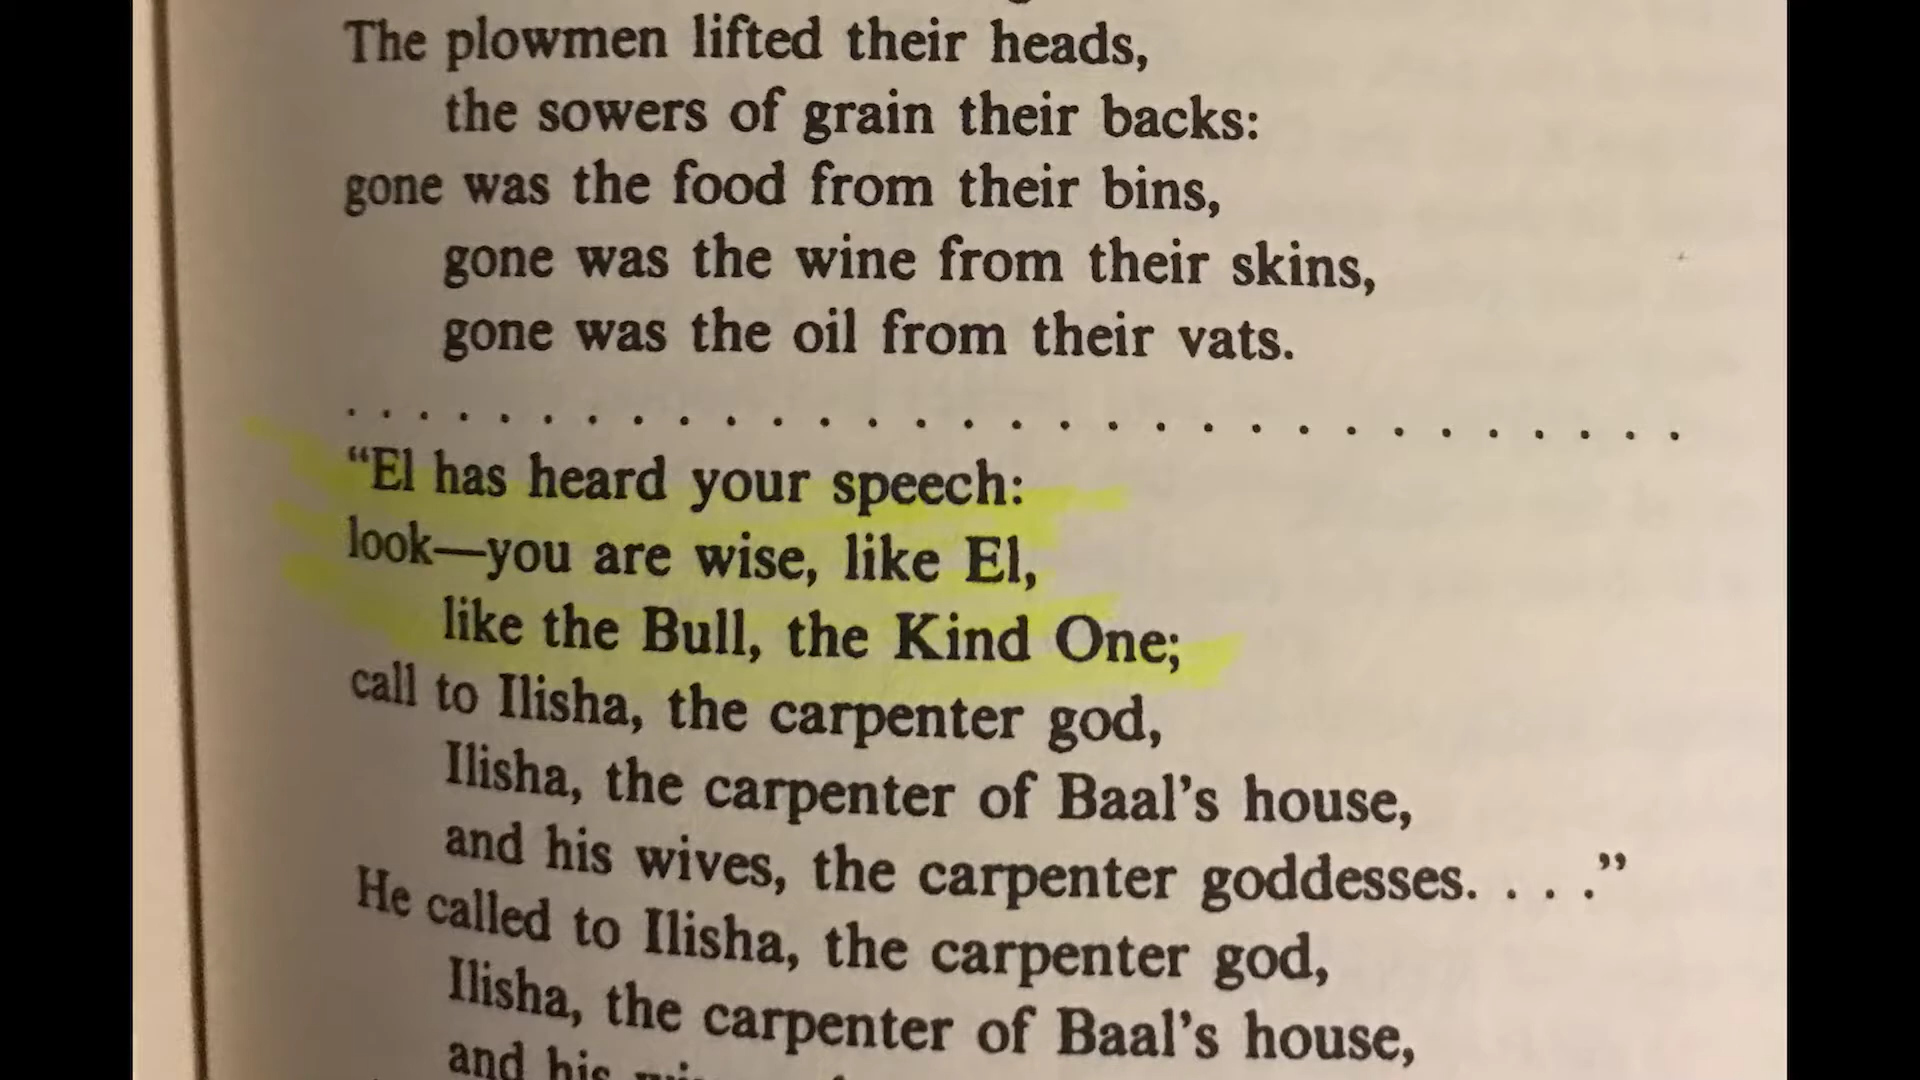 The plowmen lifted their heads,
the sowers of grain their backs:
gone was the food from their bins,
gone was the wine from their skins,
gone was the oil from their vats.
. . . . . . . . . . . . . . . . . . . . . . . . . . . . . . .
“El has heard your speech:
look—you are wise, like El,
like the Bull, the Kind One;
call to Ilisha, the carpenter god,
Ilisha, the carpenter of Baal’s house,
and his wives, the carpenter goddesses. . . .”
He called to Ilisha, the carpenter god,
Ilisha, the carpenter of Baal’s house,
and his